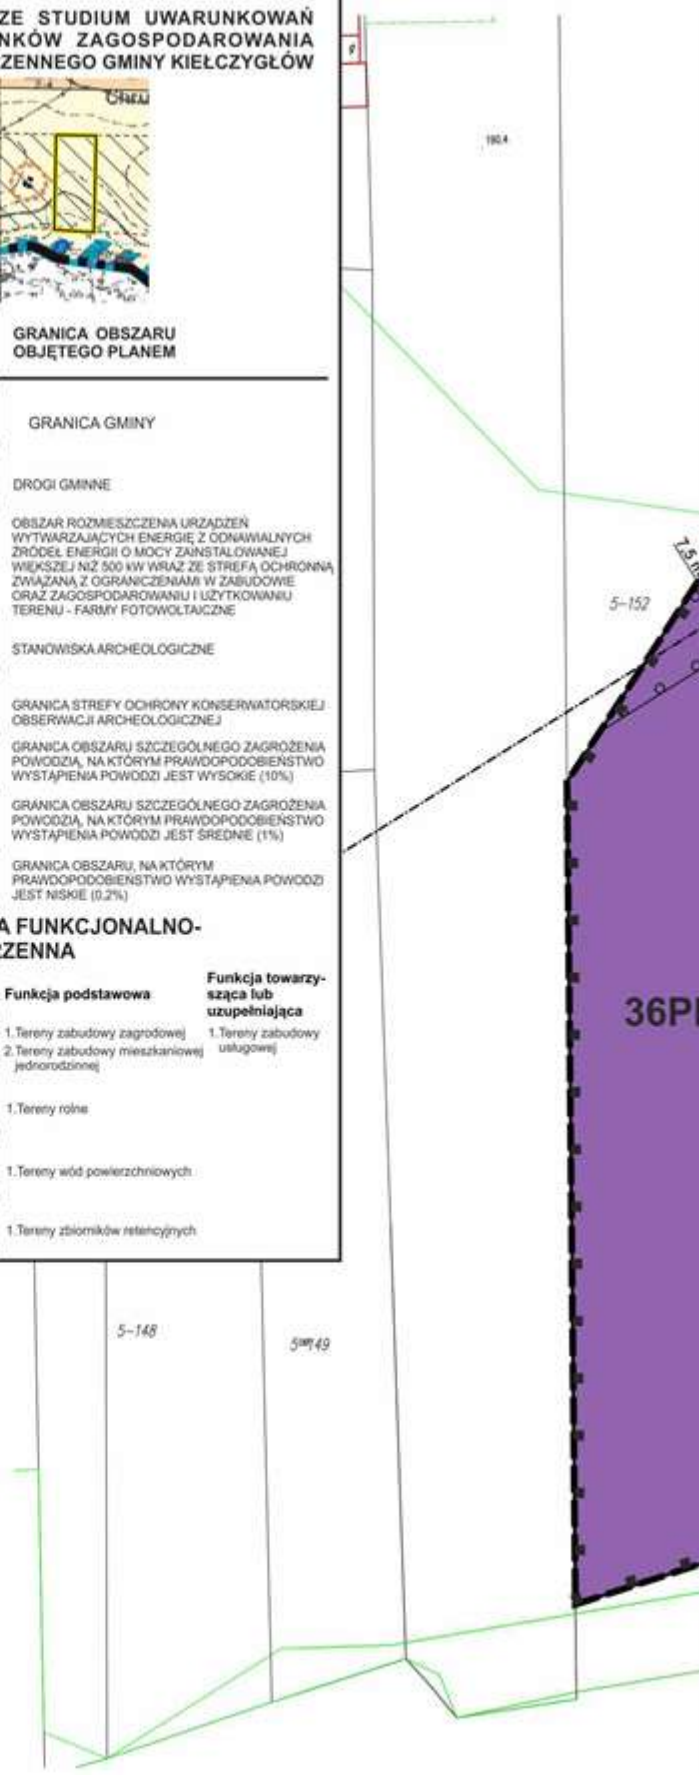 ZE STUDIUM UWARUNKOWAŃ
NKÓW ZAGOSPODAROWANIA
ZENNEGO GMINY KIEŁCZYGŁÓW
Chru
GRANICA OBSZARU
OBJĘTEGO PLANEM
GRANICA GMINY
DROGI GMINNE
OBSZAR ROZMIESZCZENIA URZĄDZEŃ
WYTWARZAJĄCYCH ENERGIĘ Z ODNAWIALNYCH
ŹRÓDEŁ ENERGII O MOCY ZAINSTALOWANEJ
WIĘKSZEJ NIŻ 500 kW WRAZ ZE STREFĄ OCHRONNĄ
ZWIĄZANĄ Z OGRANICZENIAMI W ZABUDOWIE
ORAZ ZAGOSPODAROWANIU I UŻYTKOWANIU
TERENU - FARMY FOTOWOLTAICZNE
STANOWISKA ARCHEOLOGICZNE
GRANICA STREFY OCHRONY KONSERWATORSKIEJ
OBSERWACJI ARCHEOLOGICZNEJ
GRANICA OBSZARU SZCZEGÓLNEGO ZAGROŻENIA
POWODZIĄ, NA KTÓRYM PRAWDOPODOBIEŃSTWO
WYSTĄPIENIA POWODZI JEST WYSOKIE (10%)
GRANICA OBSZARU SZCZEGÓLNEGO ZAGROŻENIA
POWODZIĄ, NA KTÓRYM PRAWDOPODOBIEŃSTWO
WYSTĄPIENIA POWODZI JEST ŚREDNIE (1%)
GRANICA OBSZARU, NA KTÓRYM
PRAWDOPODOBIEŃSTWO WYSTĄPIENIA POWODZI
JEST NISKIE (0,2%)
A FUNKCJONALNO-
RZENNA
Funkcja podstawowa
Funkcja towarzy-
sząca lub
uzupełniająca
1.Tereny zabudowy zagrodowej
2.Tereny zabudowy mieszkaniowej
jednorodzinnej
1.Tereny zabudowy
usługowej
1.Tereny rolne
1.Tereny wód powierzchniowych
1.Tereny zbiorników retencyjnych
190.4
7,5 m
5-152
36P
5-148